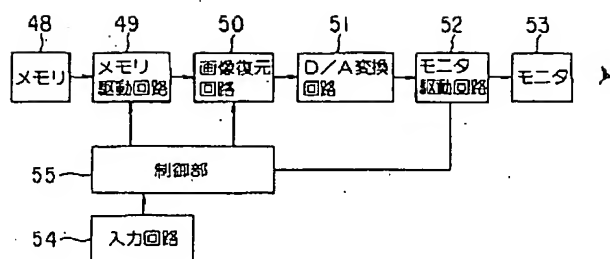 48
49
50
51
52
53
メモリ
メモリ
駆動回路
画像復元
回路
D/A変換
回路
モニタ
駆動回路
モニタ
55
制御部
54
入力回路